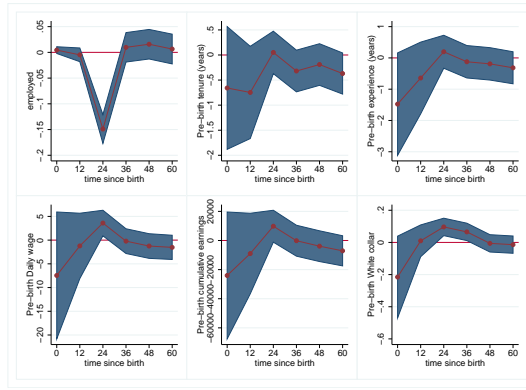 employed
.05
0
.05
-.1
-.15
-.2
0 12 24 36 48 60
time since birth
Pre-birth tenure (years)
.5
0
-.5
-1
-1.5
-2
0 12 24 36 48 60
time since birth
Pre-birth experience (years)
1
0
-1
-2
-3
0 12 24 36 48 60
time since birth
Pre-birth Daily wage
5
0
-5
-10
-15
-20
0 12 24 36 48 60
time since birth
Pre-birth cumulative earnings
20000
0
-60000-40000-20000
0 12 24 36 48 60
time since birth
Pre-birth White collar
.2
0
-.2
-.4
-.6
0 12 24 36 48 60
time since birth